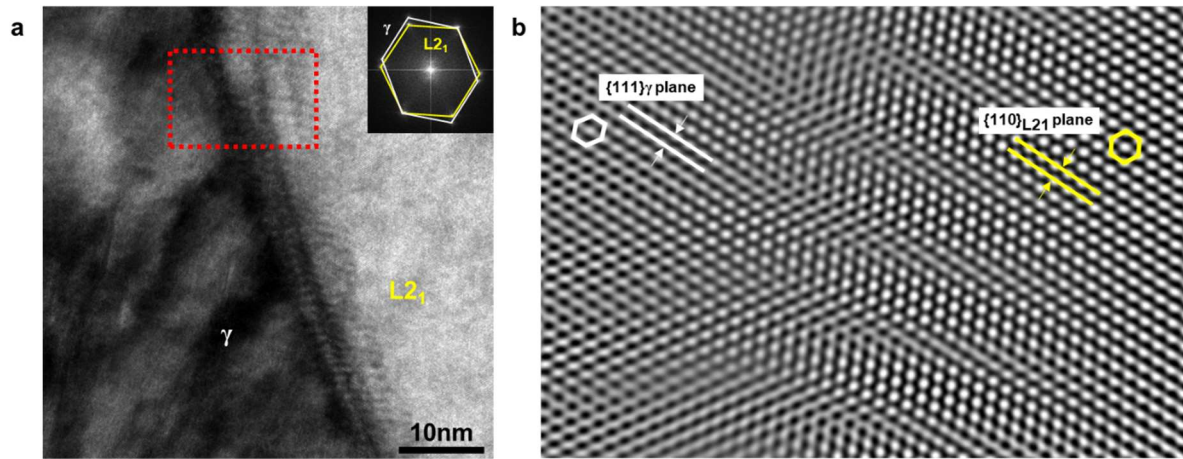 a
γ
L2₁
L2₁
γ
10nm
b
{111}γ plane
{110}L21 plane